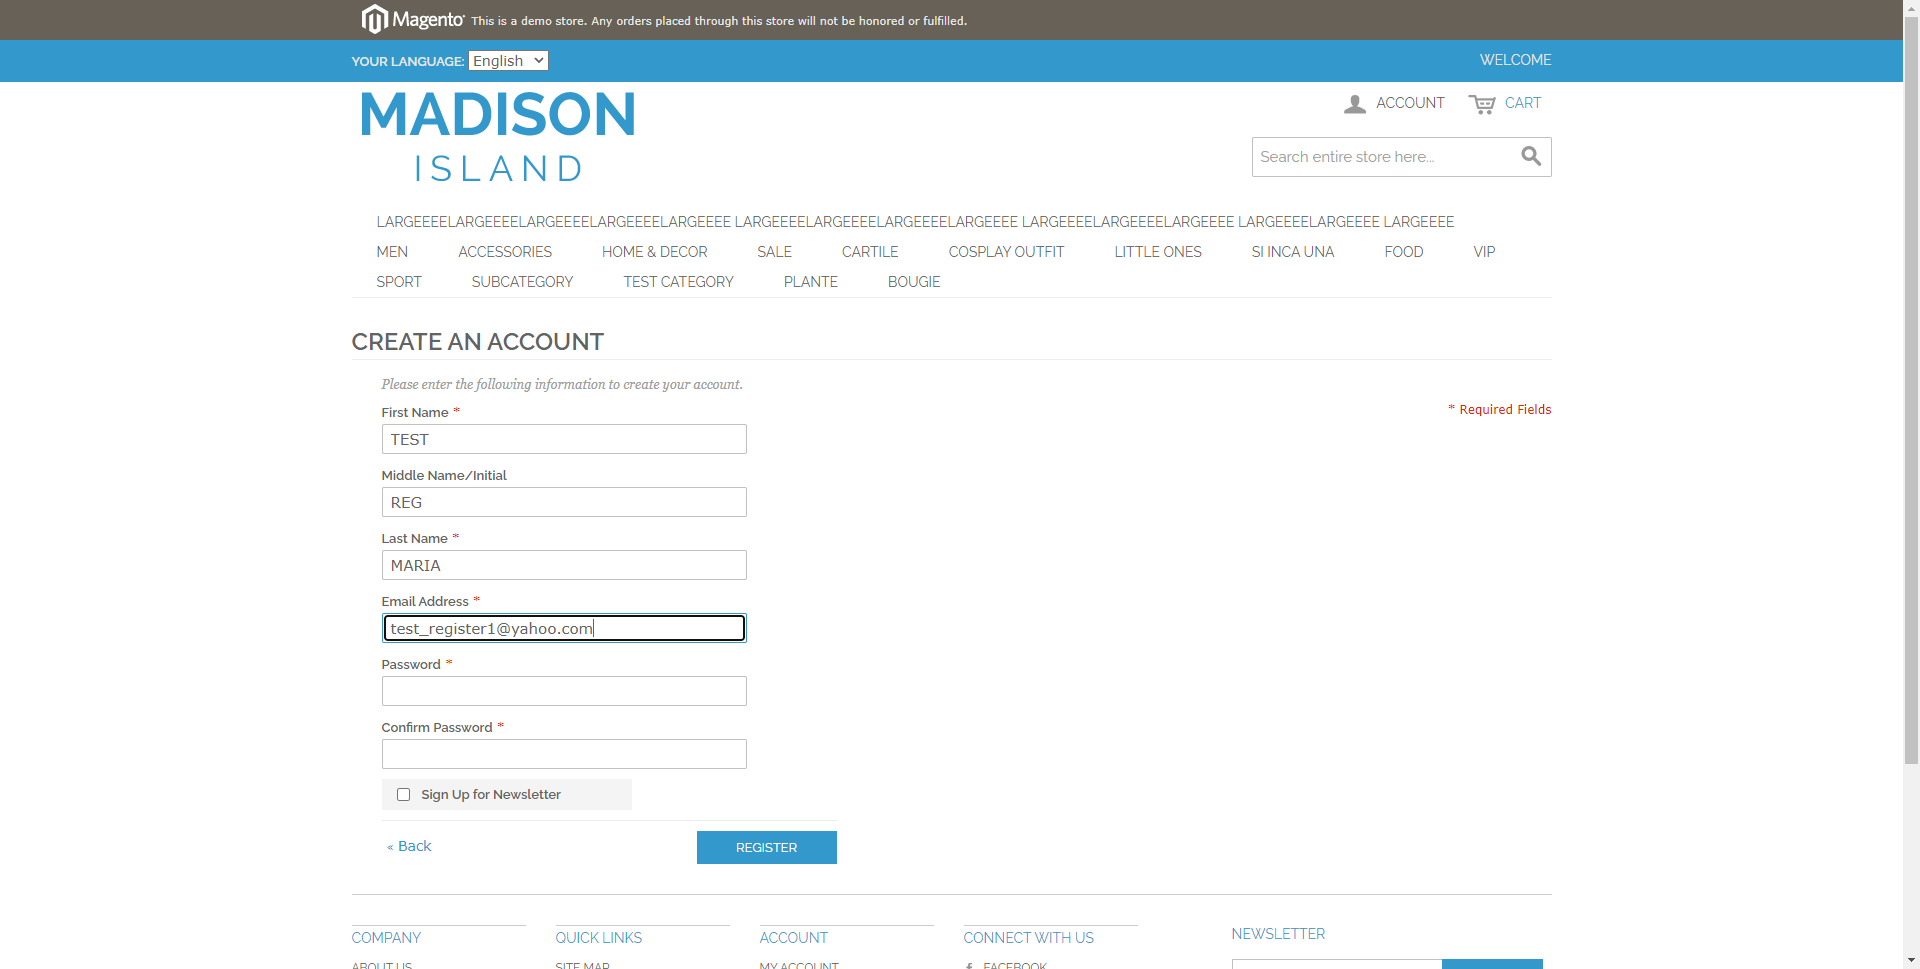 Magento This is a demo store. Any orders placed through this store will not be honored or fulfilled.
YOUR LANGUAGE: English WELCOME
MADISON
ISLAND
ACCOUNT CART
Search entire store here...
LARGEEEELARGEEEELARGEEEELARGEEEELARGEEEE LARGEEEELARGEEEELARGEEEELARGEEEE LARGEEEELARGEEEELARGEEEE LARGEEEELARGEEEE LARGEEEE
MEN ACCESSORIES HOME & DECOR SALE CARTILE COSPLAY OUTFIT LITTLE ONES SI INCA UNA FOOD VIP
SPORT SUBCATEGORY TEST CATEGORY PLANTE BOUGIE
CREATE AN ACCOUNT
Please enter the following information to create your account.
* Required Fields
First Name *
TEST
Middle Name/Initial
REG
Last Name *
MARIA
Email Address *
test_register1@yahoo.com
Password *
Confirm Password *
Sign Up for Newsletter
« Back REGISTER
COMPANY QUICK LINKS ACCOUNT CONNECT WITH US NEWSLETTER
ABOUT US SITE MAP MY ACCOUNT FACEBOOK